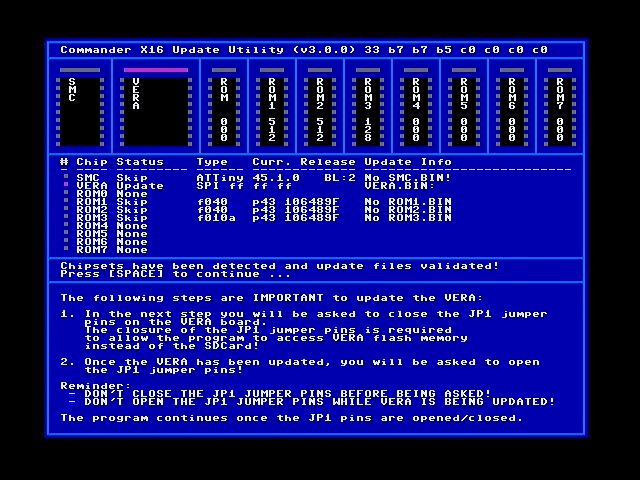 Commander X16 Update Utility (v3.0.0) 33 b7 b7 b5 c0 c0 c0 c0
SMC
VERA
ROM 000
ROM1 512
ROM2 512
ROM3 128
ROM4 000
ROM5 000
ROM6 000
ROM7 000
# Chip Status Type Curr. Release Update Info
SMC Skip ATTiny 45.1.0 BL:2 No SMC.BIN!
VERA Update SPI ff ff ff VERA.BIN:
ROM0 None
ROM1 Skip f040 p43 106489F No ROM1.BIN
ROM2 Skip f040 p43 106489F No ROM2.BIN
ROM3 Skip f010a p43 106489F No ROM3.BIN
ROM4 None
ROM5 None
ROM6 None
ROM7 None
Chipsets have been detected and update files validated!
Press [SPACE] to continue ...
The following steps are IMPORTANT to update the VERA:
1. In the next step you will be asked to close the JP1 jumper
pins on the VERA board.
The closure of the JP1 jumper pins is required
to allow the program to access VERA flash memory
instead of the SDCard!
2. Once the VERA has been updated, you will be asked to open
the JP1 jumper pins!
Reminder:
- DON'T CLOSE THE JP1 JUMPER PINS BEFORE BEING ASKED!
- DON'T OPEN THE JP1 JUMPER PINS WHILE VERA IS BEING UPDATED!
The program continues once the JP1 pins are opened/closed.